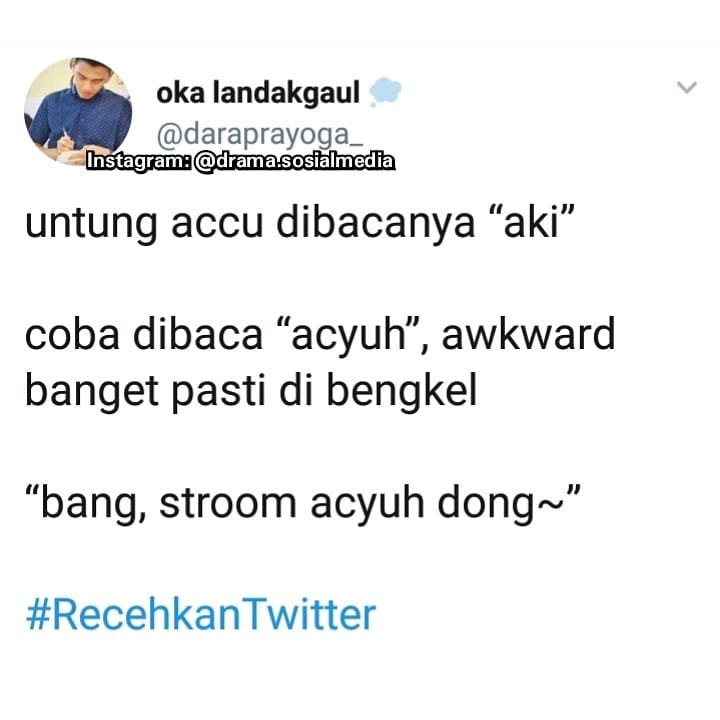 oka landakgaul
@daraprayoga_
Instagram: @drama.sosialmedia
untung accu dibacanya “aki”
coba dibaca “acyuh”, awkward
banget pasti di bengkel
“bang, stroom acyuh dong~”
#RecehkanTwitter